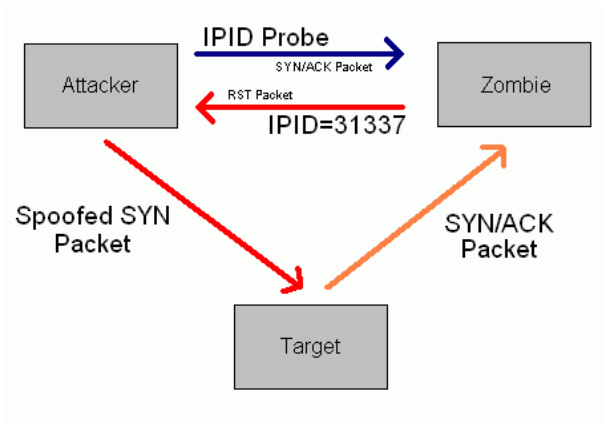 IPID Probe
SYN/ACK Packet
Attacker
Zombie
RST Packet
IPID=31337
Spoofed SYN
Packet
SYN/ACK
Packet
Target